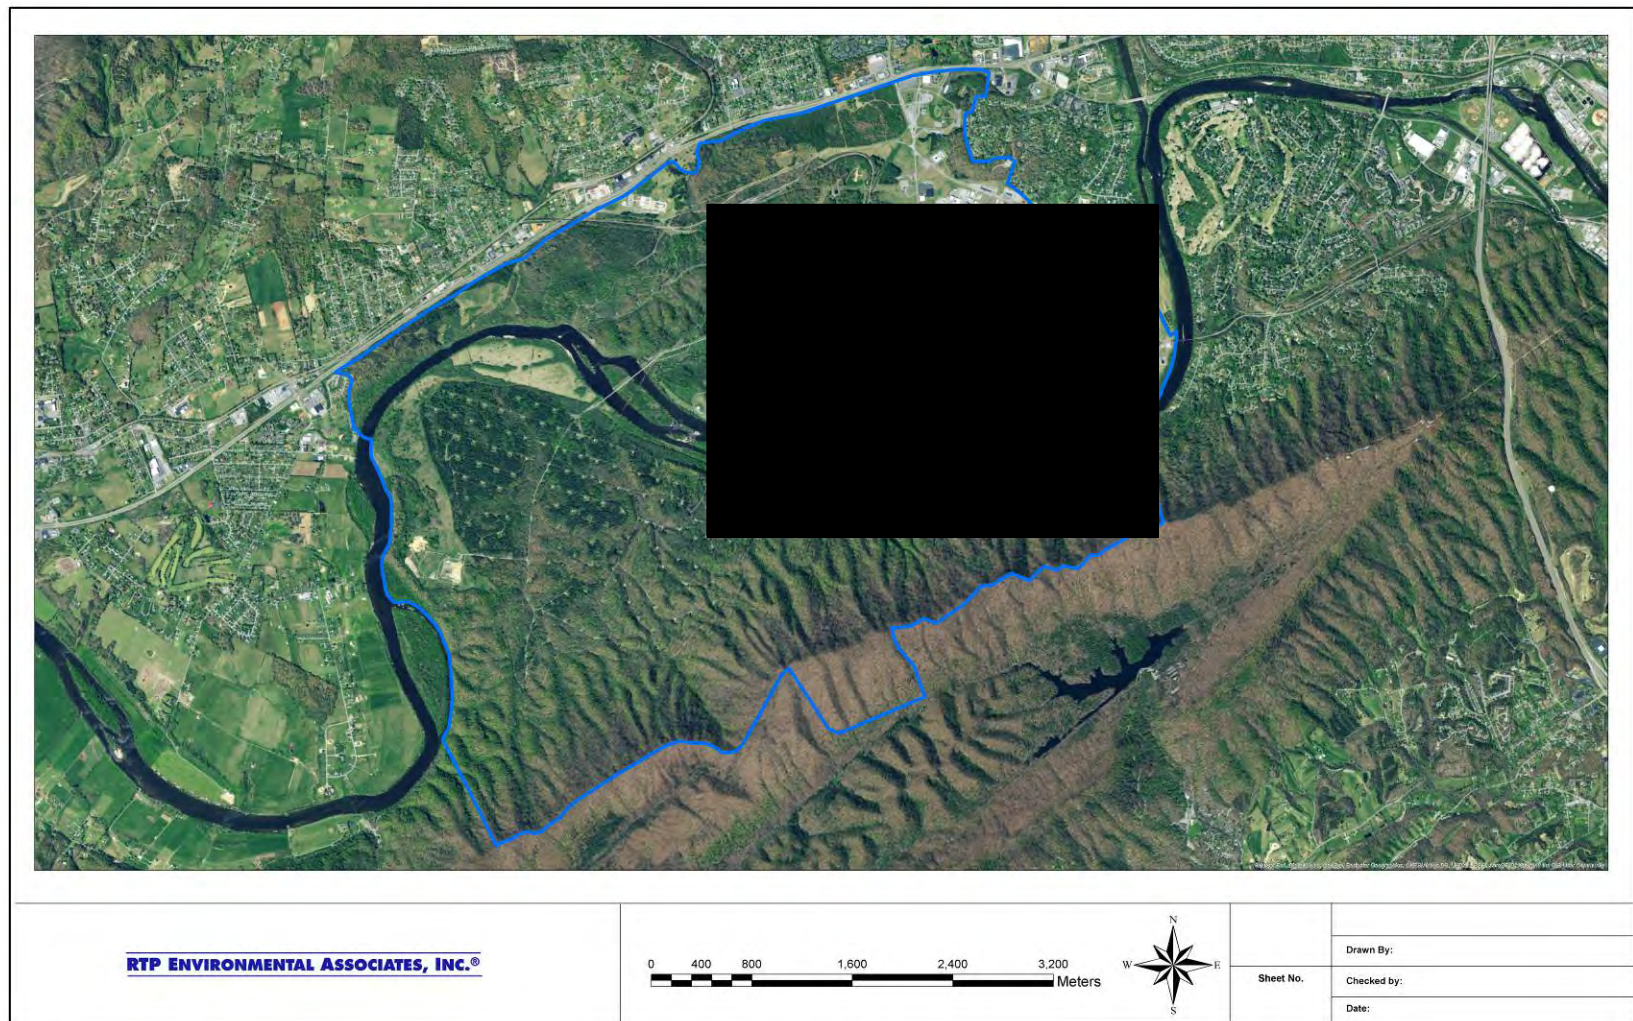 RTP ENVIRONMENTAL ASSOCIATES, INC.®
0 400 800 1,600 2,400 3,200
Meters
N
W E
S
Sheet No.
Drawn By:
Checked by:
Date: